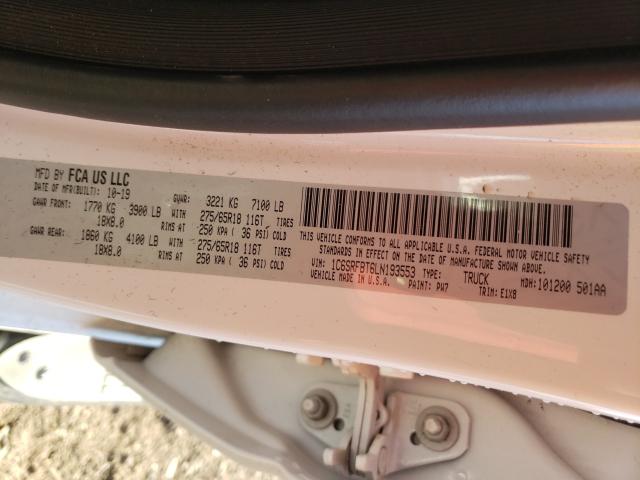 MFD BY FCA US LLC
DATE OF MFR(BUILT): 10-19 GVWR: 3221 KG 7100 LB
GAWR FRONT: 1770 KG 3900 LB WITH 275/65R18 116T TIRES
18X8.0 RIMS AT 250 KPA ( 36 PSI) COLD
GAWR REAR: 1860 KG 4100 LB WITH 275/65R18 116T TIRES
18X8.0 RIMS AT 250 KPA ( 36 PSI) COLD
THIS VEHICLE CONFORMS TO ALL APPLICABLE U.S.A. FEDERAL MOTOR VEHICLE SAFETY
STANDARDS IN EFFECT ON THE DATE OF MANUFACTURE SHOWN ABOVE.
VIN: 1C6SRFBT6LN193553 TYPE: TRUCK MDH: 101200 501AA
VEHICLE MADE IN U.S.A. PAINT: PW7 TRIM: E1X8